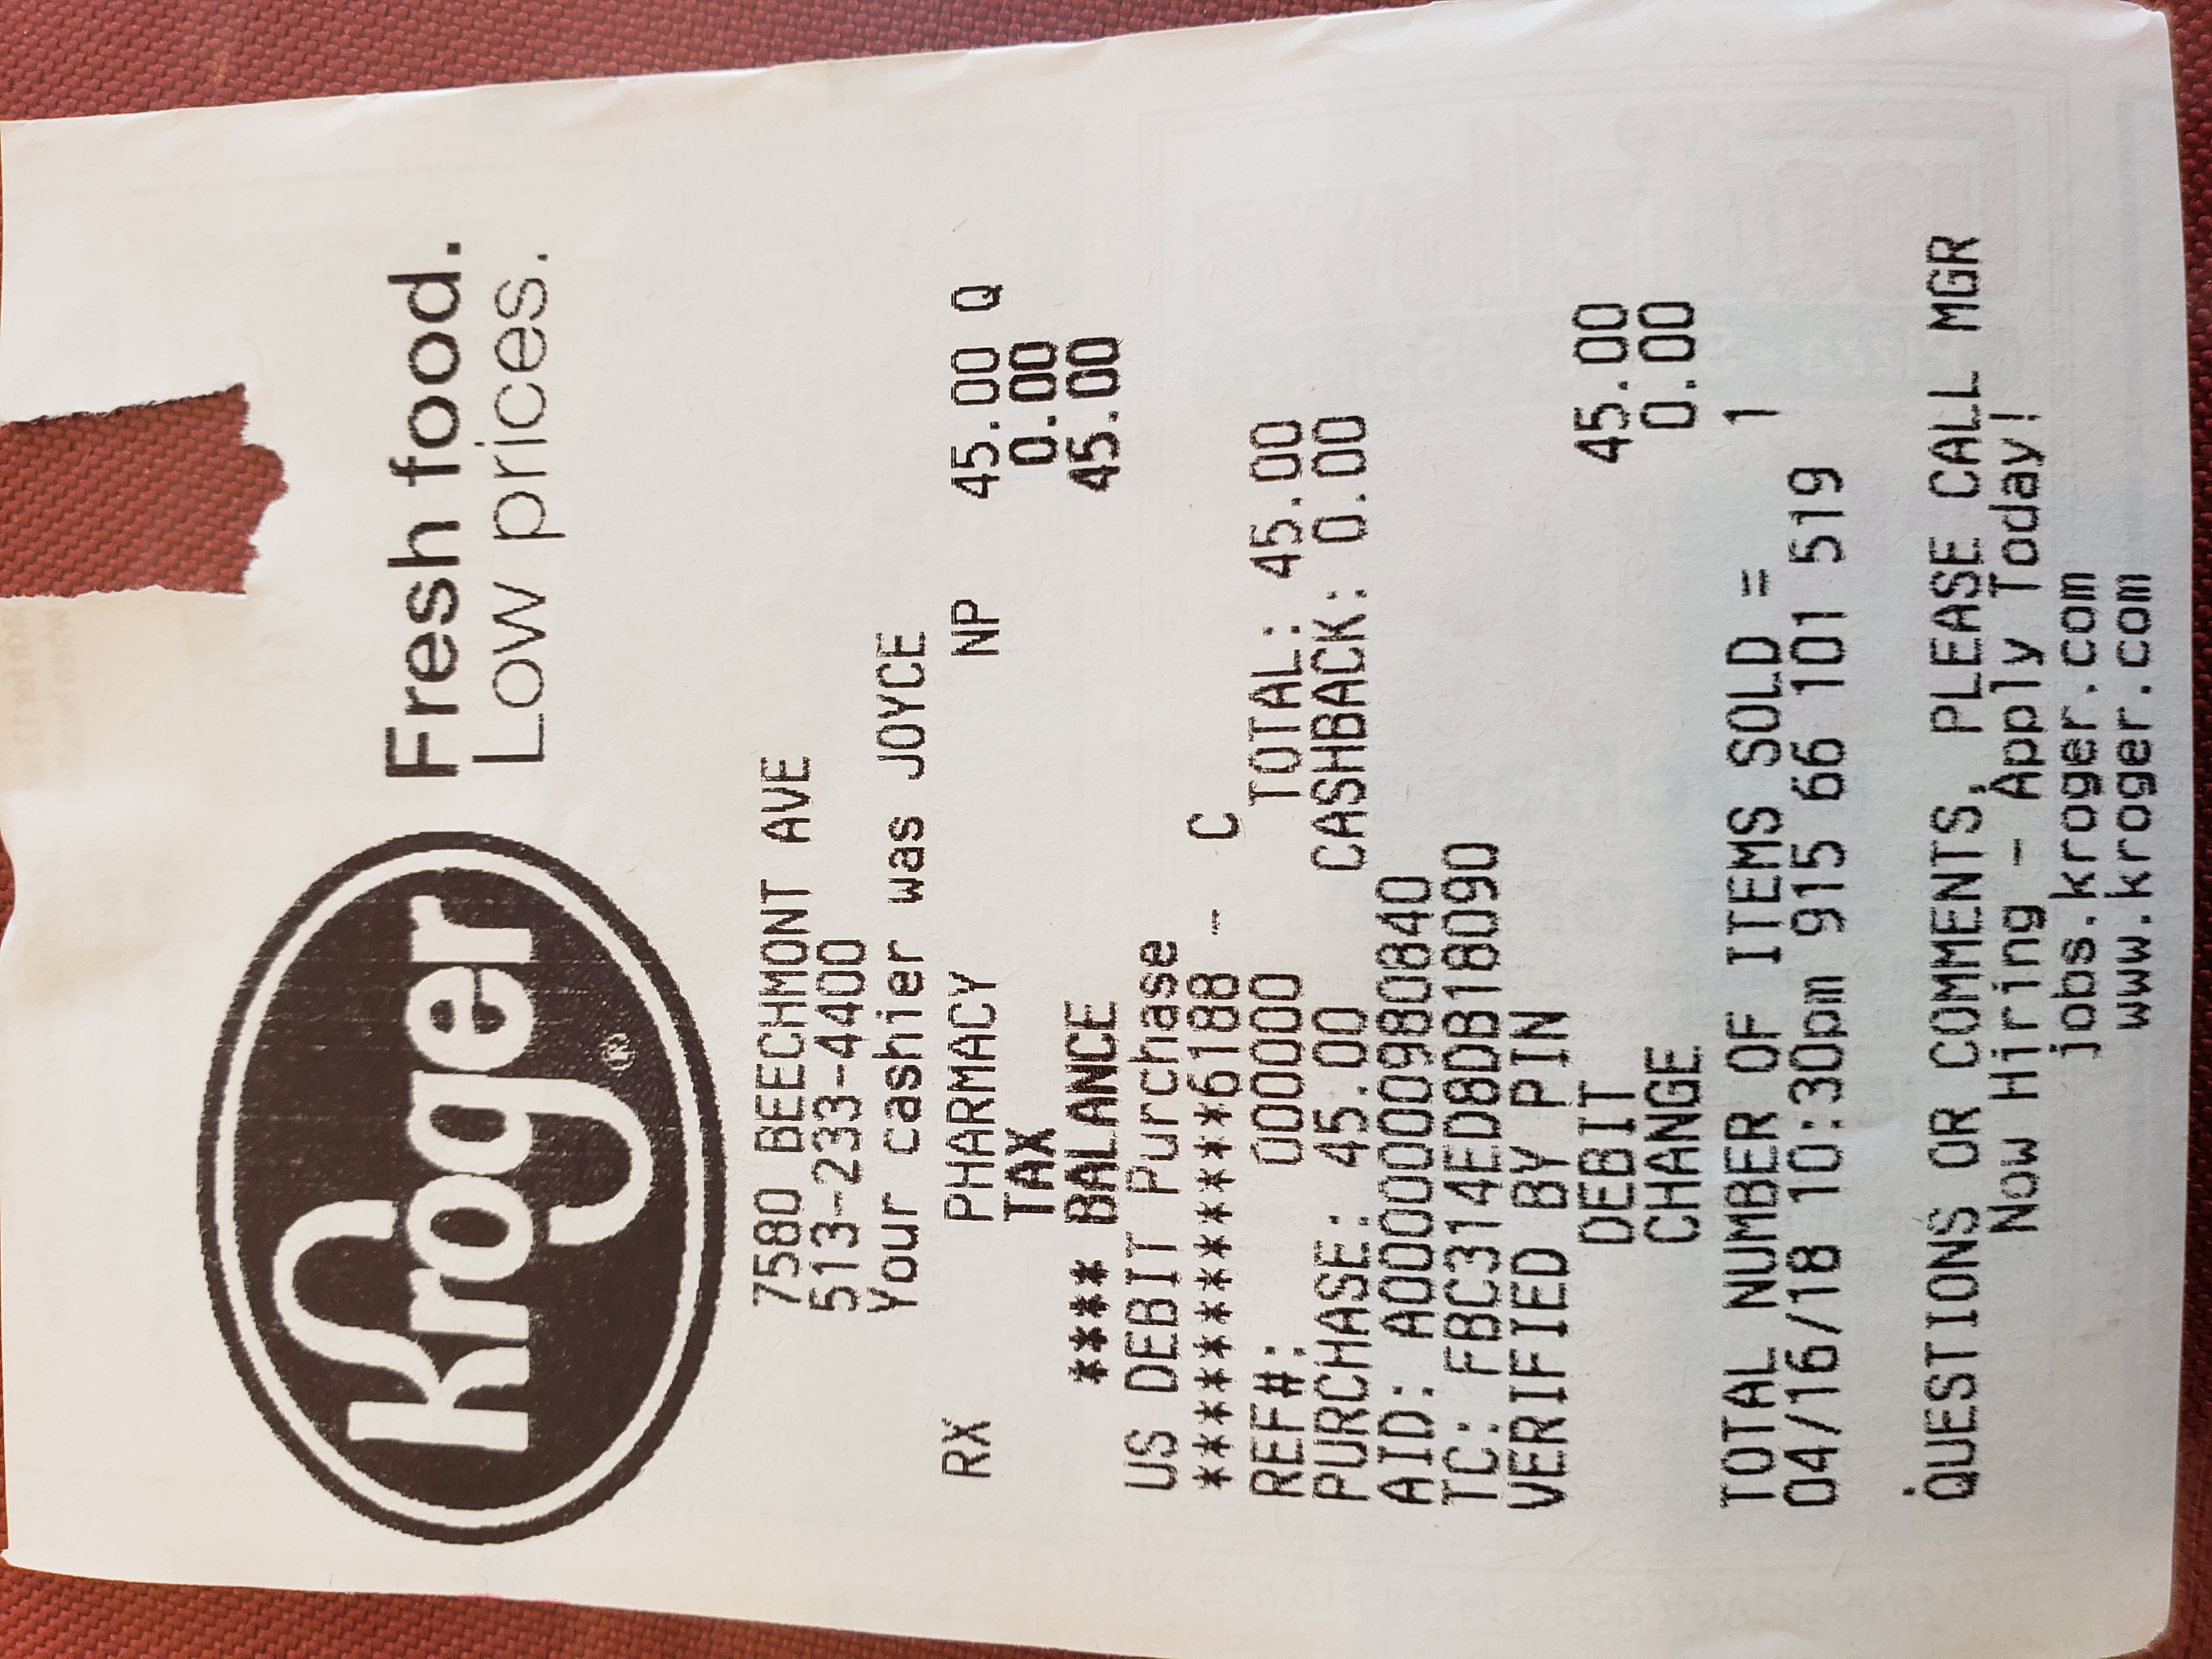 Kroger®
Fresh food.
Low prices.
7580 BEECHMONT AVE
513-233-4400
Your cashier was JOYCE
RX PHARMACY NP 45.00 Q
TAX 0.00
**** BALANCE 45.00
US DEBIT Purchase
************6188 - C
REF#: 000000 TOTAL: 45.00
PURCHASE: 45.00 CASHBACK: 0.00
AID: A0000000980840
TC: FBC314ED8DB18090
VERIFIED BY PIN
DEBIT 45.00
CHANGE 0.00
TOTAL NUMBER OF ITEMS SOLD = 1
04/16/18 10:30pm 915 66 101 519
QUESTIONS OR COMMENTS, PLEASE CALL MGR
Now Hiring - Apply Today!
jobs.kroger.com
www.kroger.com